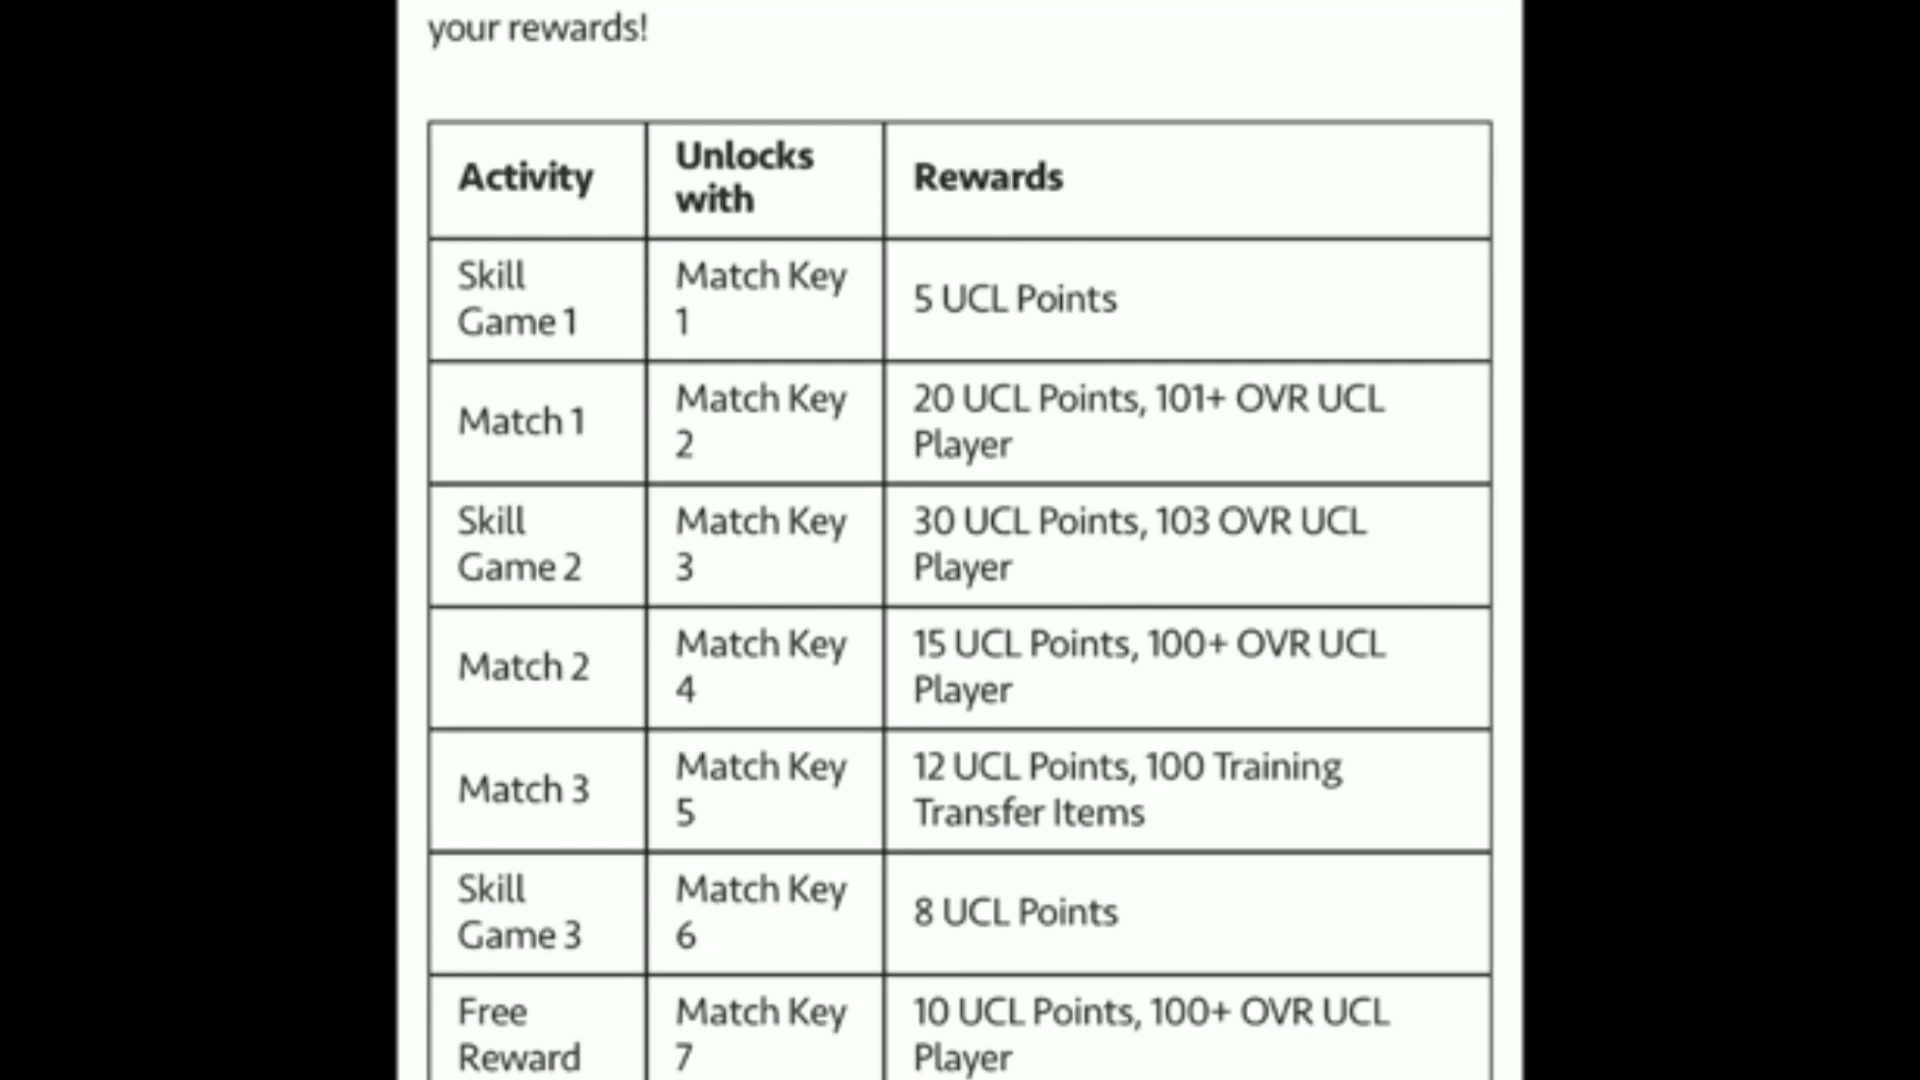 your rewards!
Activity
Unlocks
with
Rewards
Skill
Game 1
Match Key
1
5 UCL Points
Match 1
Match Key
2
20 UCL Points, 101+ OVR UCL
Player
Skill
Game 2
Match Key
3
30 UCL Points, 103 OVR UCL
Player
Match 2
Match Key
4
15 UCL Points, 100+ OVR UCL
Player
Match 3
Match Key
5
12 UCL Points, 100 Training
Transfer Items
Skill
Game 3
Match Key
6
8 UCL Points
Free
Reward
Match Key
7
10 UCL Points, 100+ OVR UCL
Player